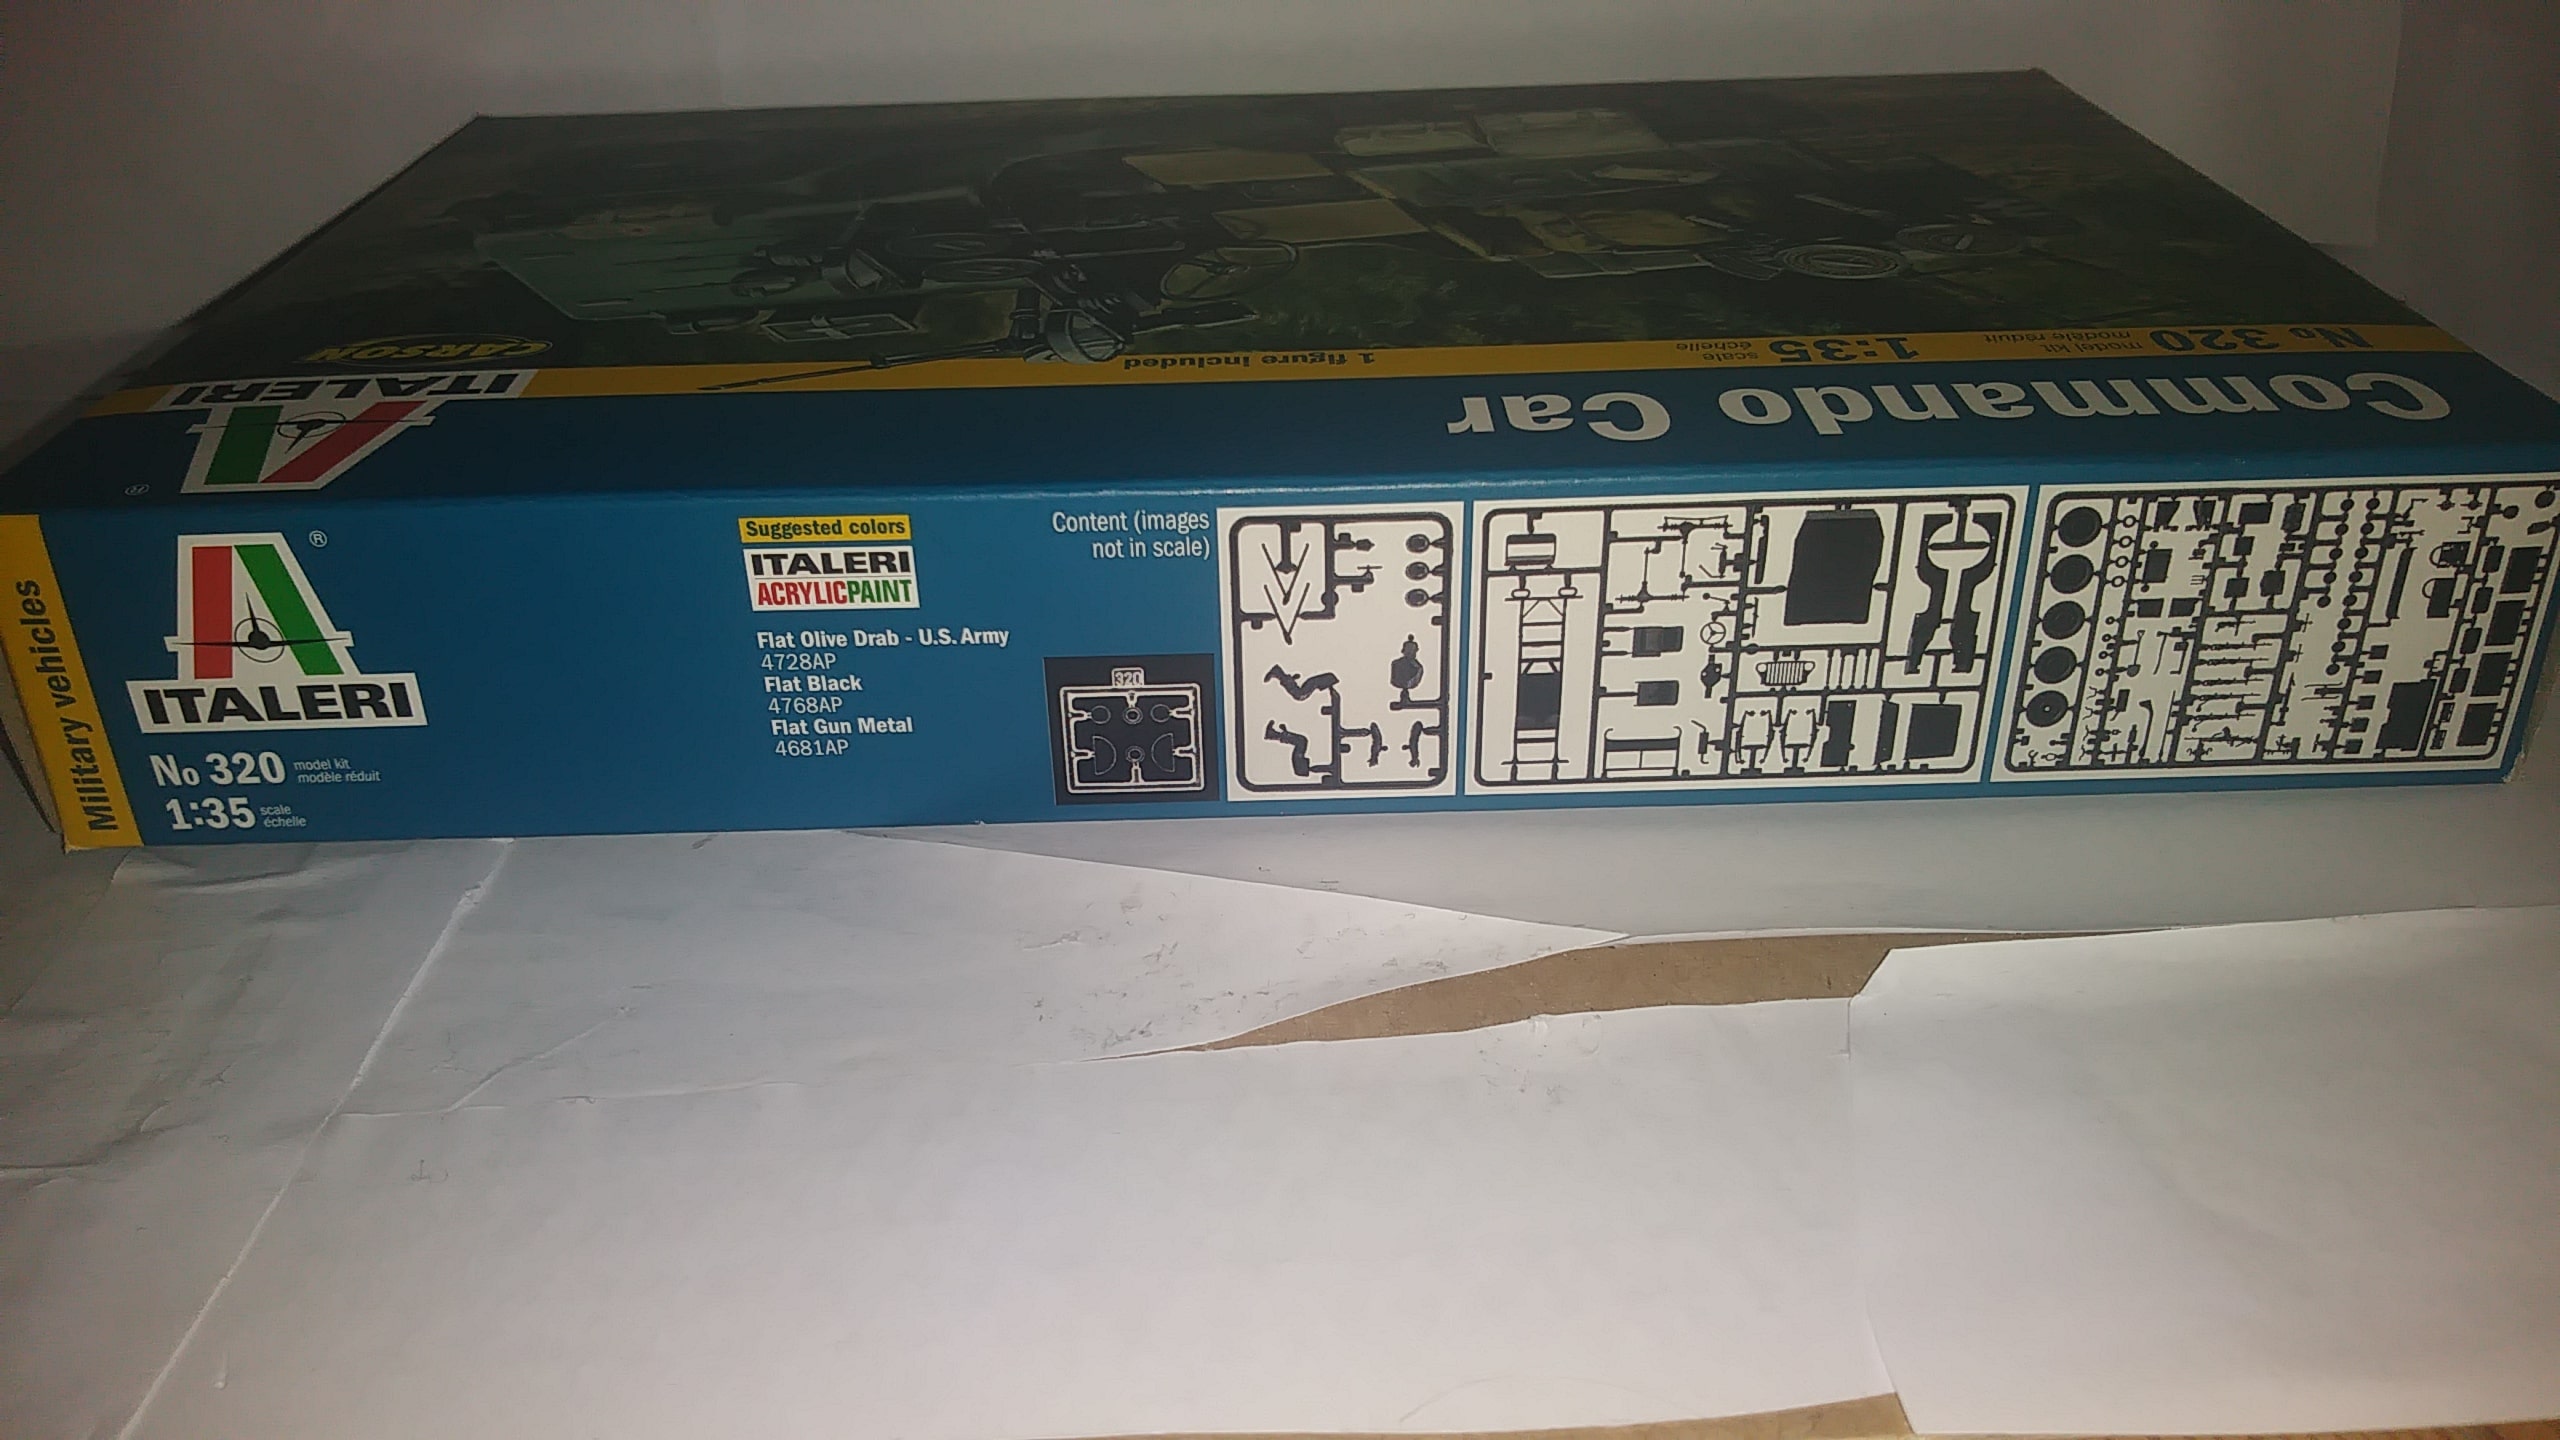 CARSON
ITALERI
®
1 figure included
1:35 scale
échelle
No 320 model kit
modèle réduit
Commando Car
Military vehicles
®
ITALERI
No 320 model kit
modèle réduit
1:35 scale
échelle
Suggested colors
ITALERI
ACRYLICPAINT
Flat Olive Drab - U.S. Army
4728AP
Flat Black
4768AP
Flat Gun Metal
4681AP
Content (images
not in scale)
320